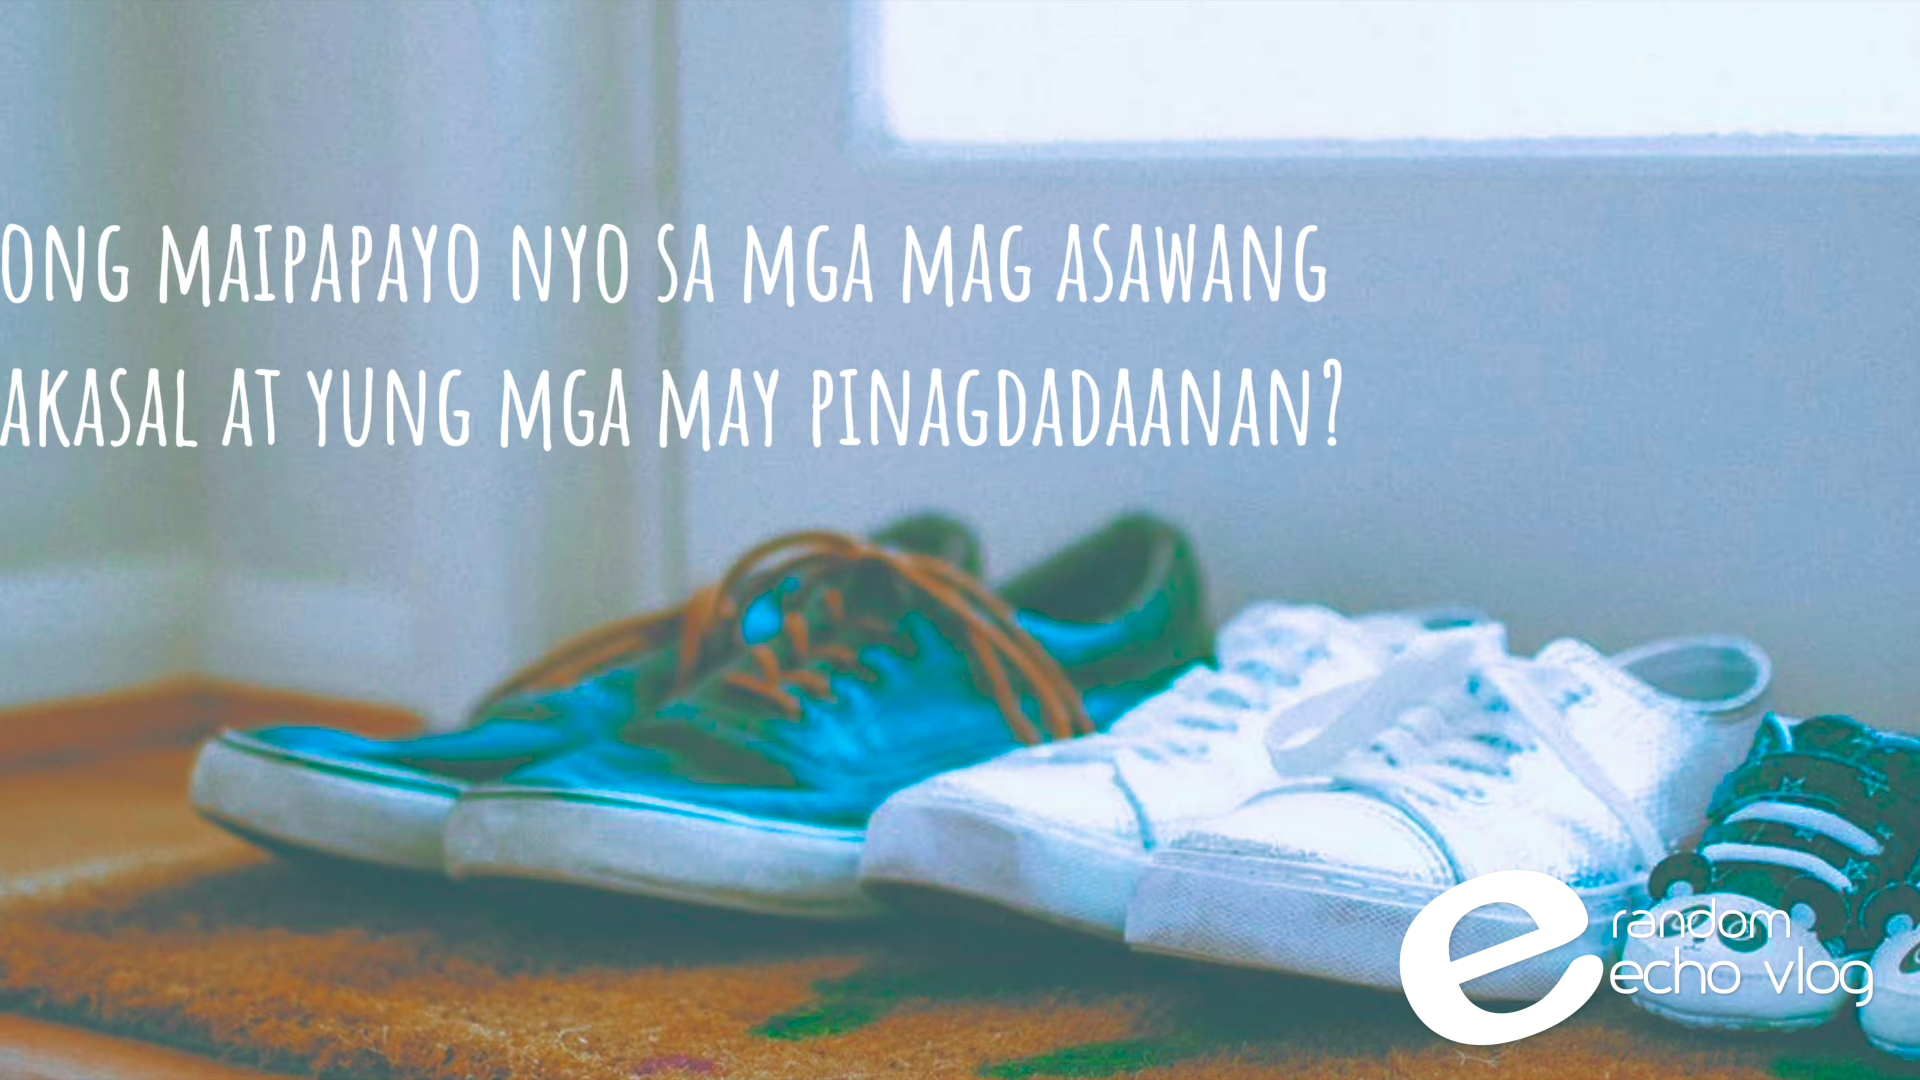 ONG MAIPAPAYO NYO SA MGA MAG ASAWANG
AKASAL AT YUNG MGA MAY PINAGDADAANAN?
random
echo vlog